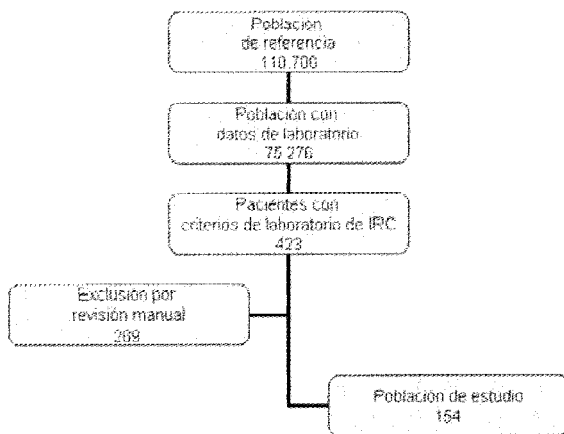 Población
de referencia
110.700
Población con
datos de laboratorio
75.276
Pacientes con
criterios de laboratorio de IRC
423
Exclusión por
revisión manual
269
Población de estudio
154